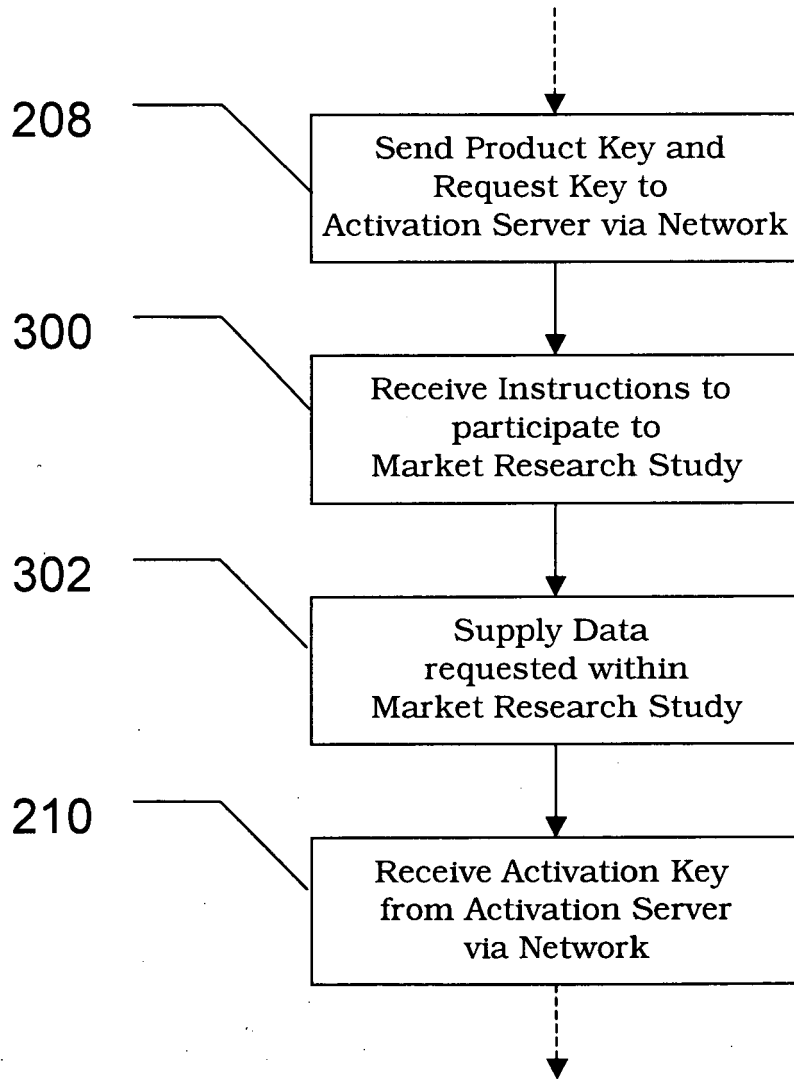 208
Send Product Key and
Request Key to
Activation Server via Network
300
Receive Instructions to
participate to
Market Research Study
302
Supply Data
requested within
Market Research Study
210
Receive Activation Key
from Activation Server
via Network